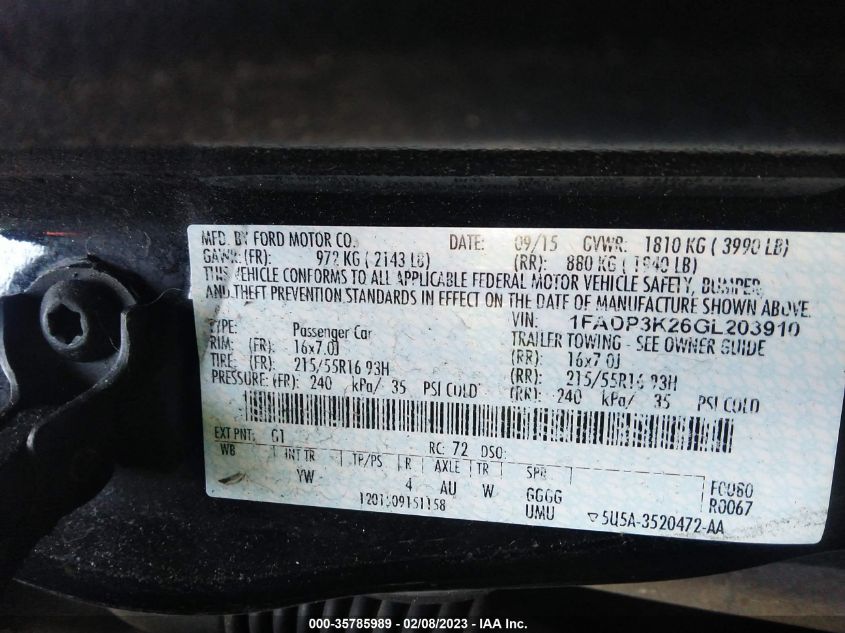 MFD. BY FORD MOTOR CO. DATE: 09/15 GVWR: 1810 KG ( 3990 LB)
GAWR:(FR): 972 KG ( 2143 LB) (RR): 880 KG ( 1940 LB)
THIS VEHICLE CONFORMS TO ALL APPLICABLE FEDERAL MOTOR VEHICLE SAFETY, BUMPER,
AND THEFT PREVENTION STANDARDS IN EFFECT ON THE DATE OF MANUFACTURE SHOWN ABOVE.
VIN: 1FADP3K26GL203910
TYPE: Passenger Car TRAILER TOWING - SEE OWNER GUIDE
RIM: (FR): 16x7.0J (RR): 16x7.0J
TIRE: (FR): 215/55R16 93H (RR): 215/55R16 93H
PRESSURE: (FR): 240 kPa/ 35 PSI COLD (RR): 240 kPa/ 35 PSI COLD
EXT PNT: G1 RC: 72 DSO:
WB INT TR TP/PS R AXLE TR SPR
YW 4 AU W GGGG FCU80
UMU R0067
1201509151158 5U5A-3520472-AA
000-35785989 - 02/08/2023 - IAA Inc.